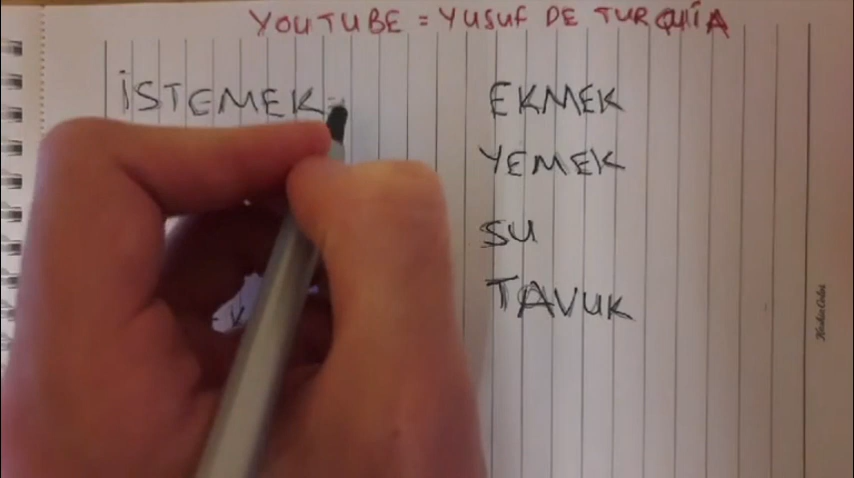 YOUTUBE = YUSUF DE TURQUÍA
İSTEMEK=
EKMEK
YEMEK
SU
TAVUK